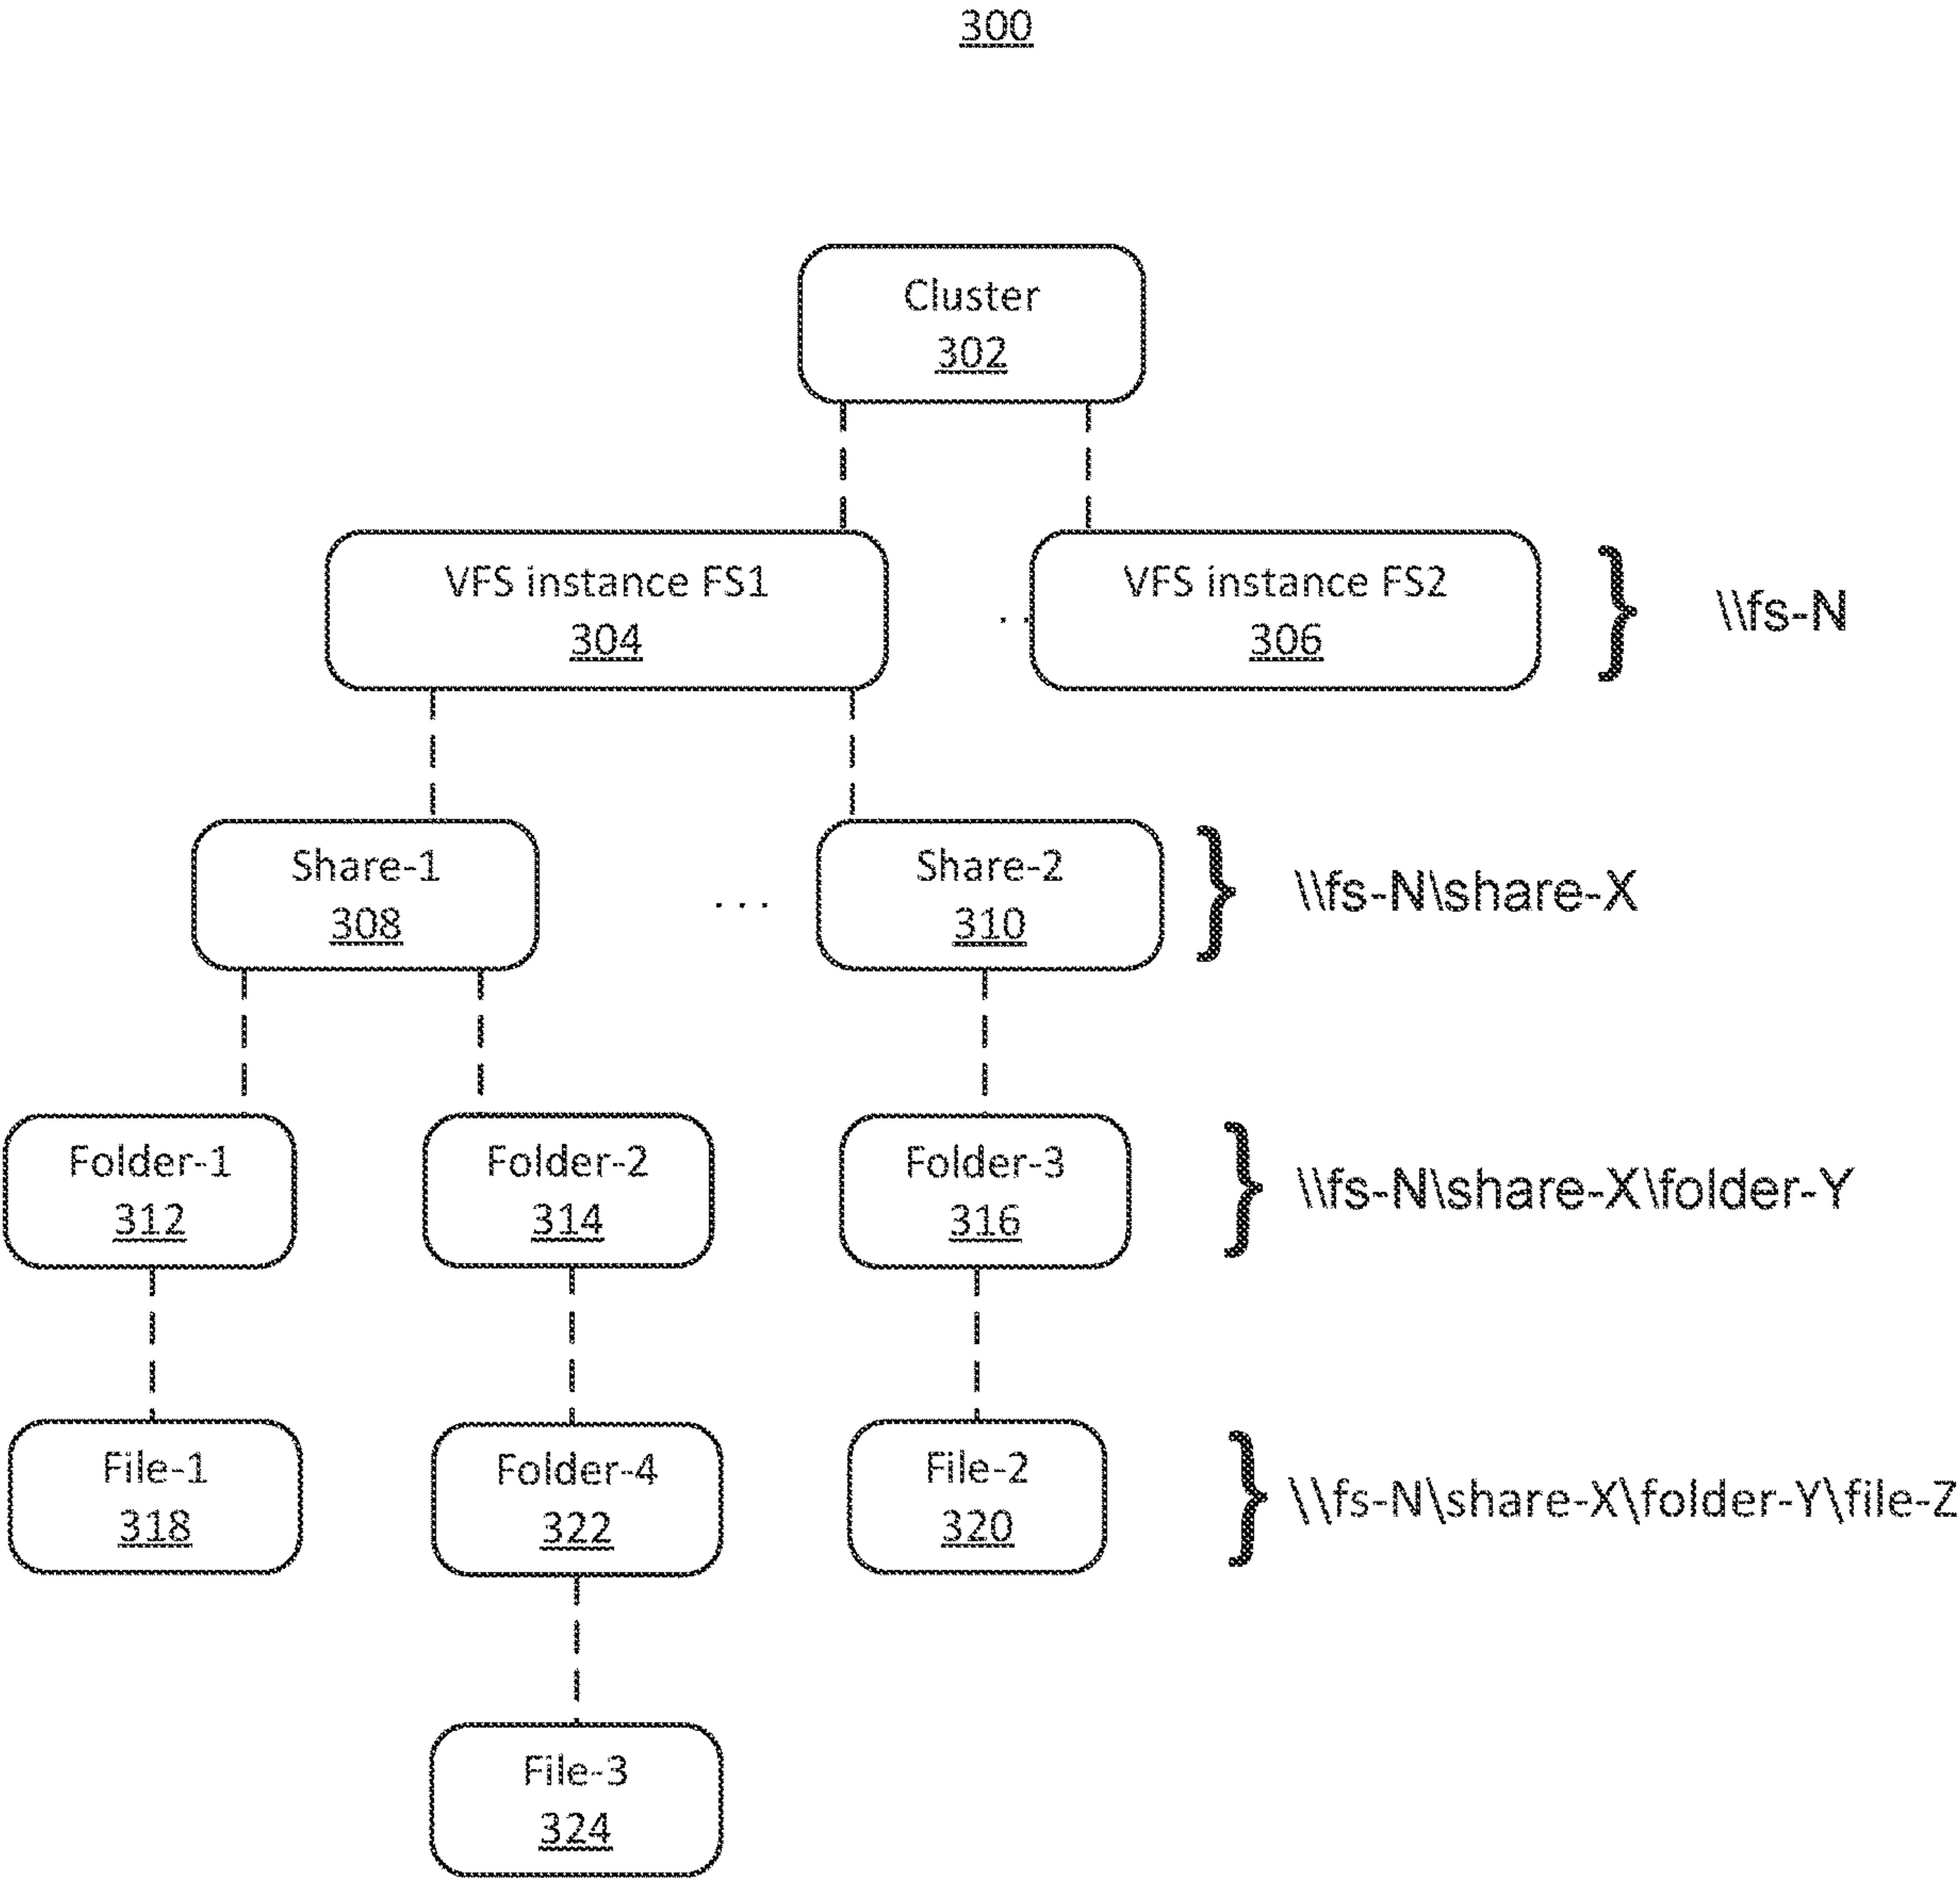 300
Cluster
302
VFS instance FS1
304
. .
VFS instance FS2
306
\\fs-N
Share-1
308
. . .
Share-2
310
\\fs-N\share-X
Folder-1
312
Folder-2
314
Folder-3
316
\\fs-N\share-X\folder-Y
File-1
318
Folder-4
322
File-2
320
\\fs-N\share-X\folder-Y\file-Z
File-3
324